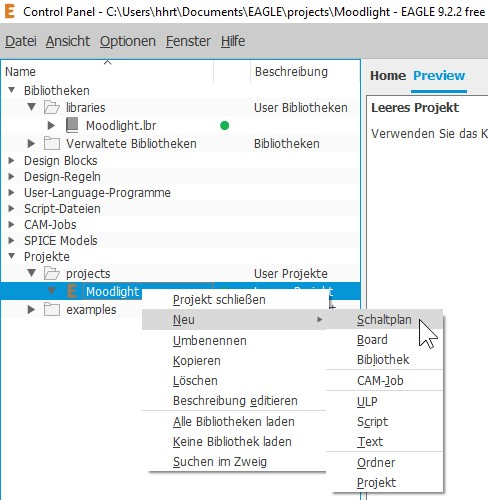 Control Panel - C:\Users\hhrt\Documents\EAGLE\projects\Moodlight - EAGLE 9.2.2 free
Datei Ansicht Optionen Fenster Hilfe
Name Beschreibung
Home Preview
Bibliotheken
libraries User Bibliotheken
Moodlight.lbr
Verwaltete Bibliotheken Bibliotheken
Design Blocks
Design-Regeln
User-Language-Programme
Script-Dateien
CAM-Jobs
SPICE Models
Projekte
projects User Projekte
Moodlight
examples
Leeres Projekt
Verwenden Sie das K
Projekt schließen
Neu
Umbenennen
Kopieren
Löschen
Beschreibung editieren
Alle Bibliotheken laden
Keine Bibliothek laden
Suchen im Zweig
Schaltplan
Board
Bibliothek
CAM-Job
ULP
Script
Text
Ordner
Projekt